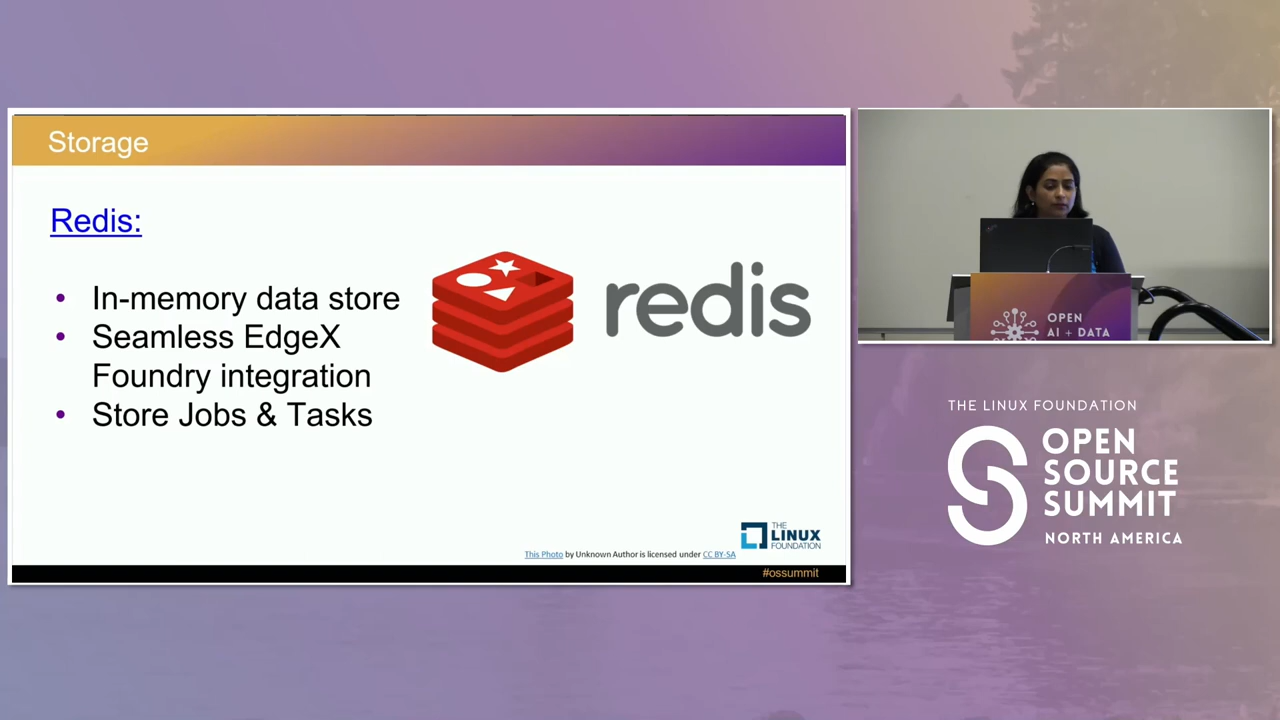 Storage
Redis:
• In-memory data store
• Seamless EdgeX
Foundry integration
• Store Jobs & Tasks
redis
THE
LINUX
FOUNDATION
This Photo by Unknown Author is licensed under CC BY-SA
#ossummit
OPEN
AI + DATA
THE LINUX FOUNDATION
OPEN
SOURCE
SUMMIT
NORTH AMERICA